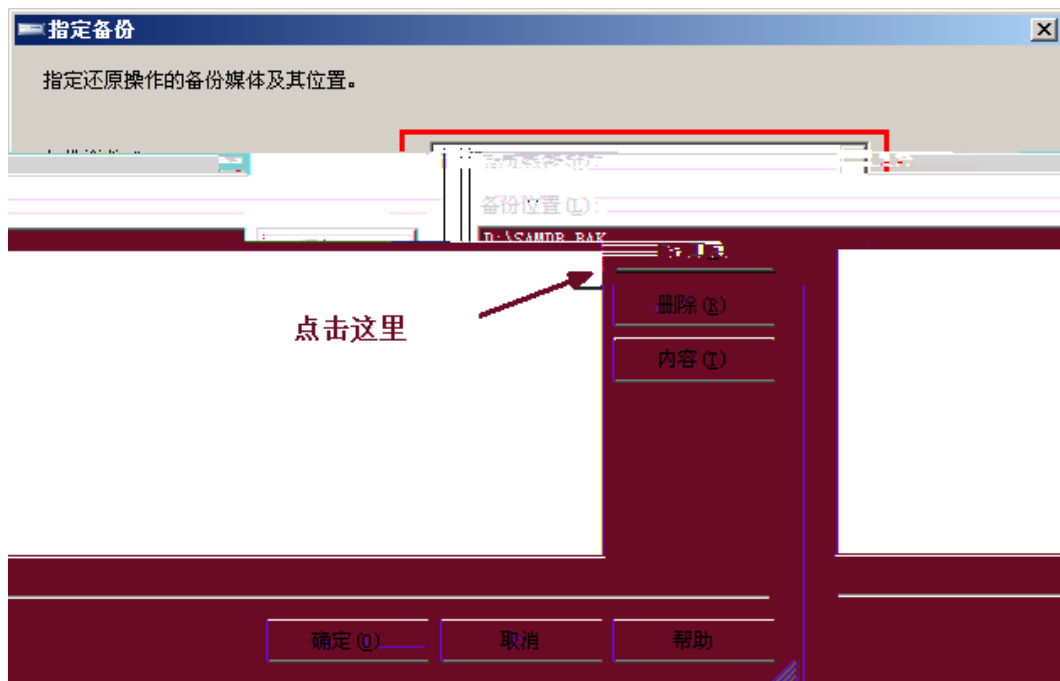 指定备份
指定还原操作的备份媒体及其位置。
备份位置(L):
D:\SAMDB.BAK
点击这里
删除(R)
内容(T)
确定(O)
取消
帮助